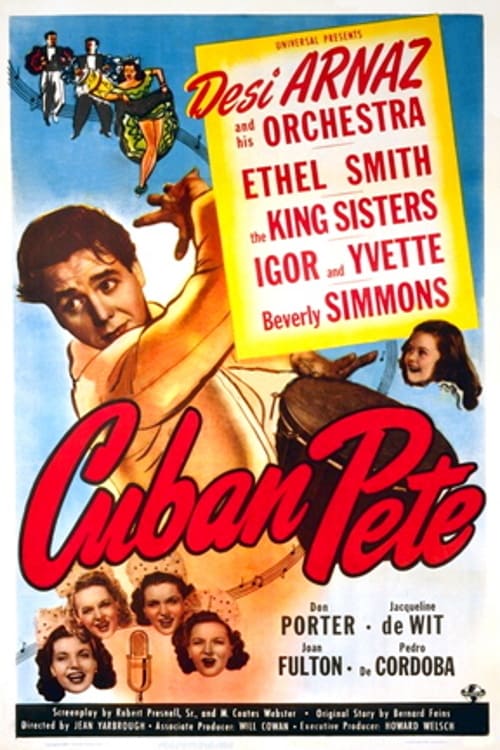 UNIVERSAL PRESENTS
Desi ARNAZ
and his ORCHESTRA
ETHEL SMITH
the KING SISTERS
IGOR and YVETTE
Beverly SIMMONS
Cuban Pete
Don PORTER · Jacqueline de WIT
Joan FULTON · Pedro De CORDOBA
Screenplay by Robert Presnell, Sr., and M. Coates Webster · Original Story by Bernard Feins
Directed by JEAN YARBROUGH · Associate Producer: WILL COWAN · Executive Producer: HOWARD WELSCH